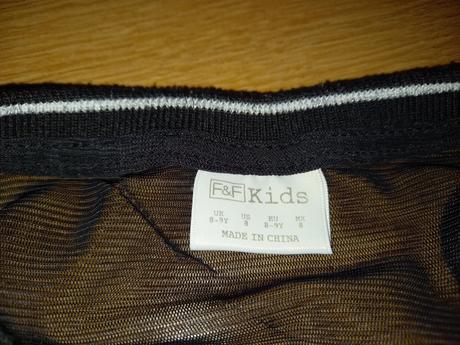 F&F Kids
UK US EU MX
8-9Y 8 8-9Y 8
MADE IN CHINA